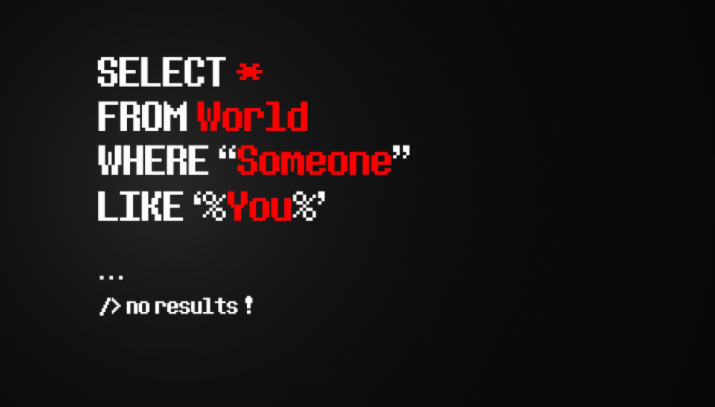 SELECT *
FROM World
WHERE “Someone”
LIKE ‘%You%’
...
/> no results !